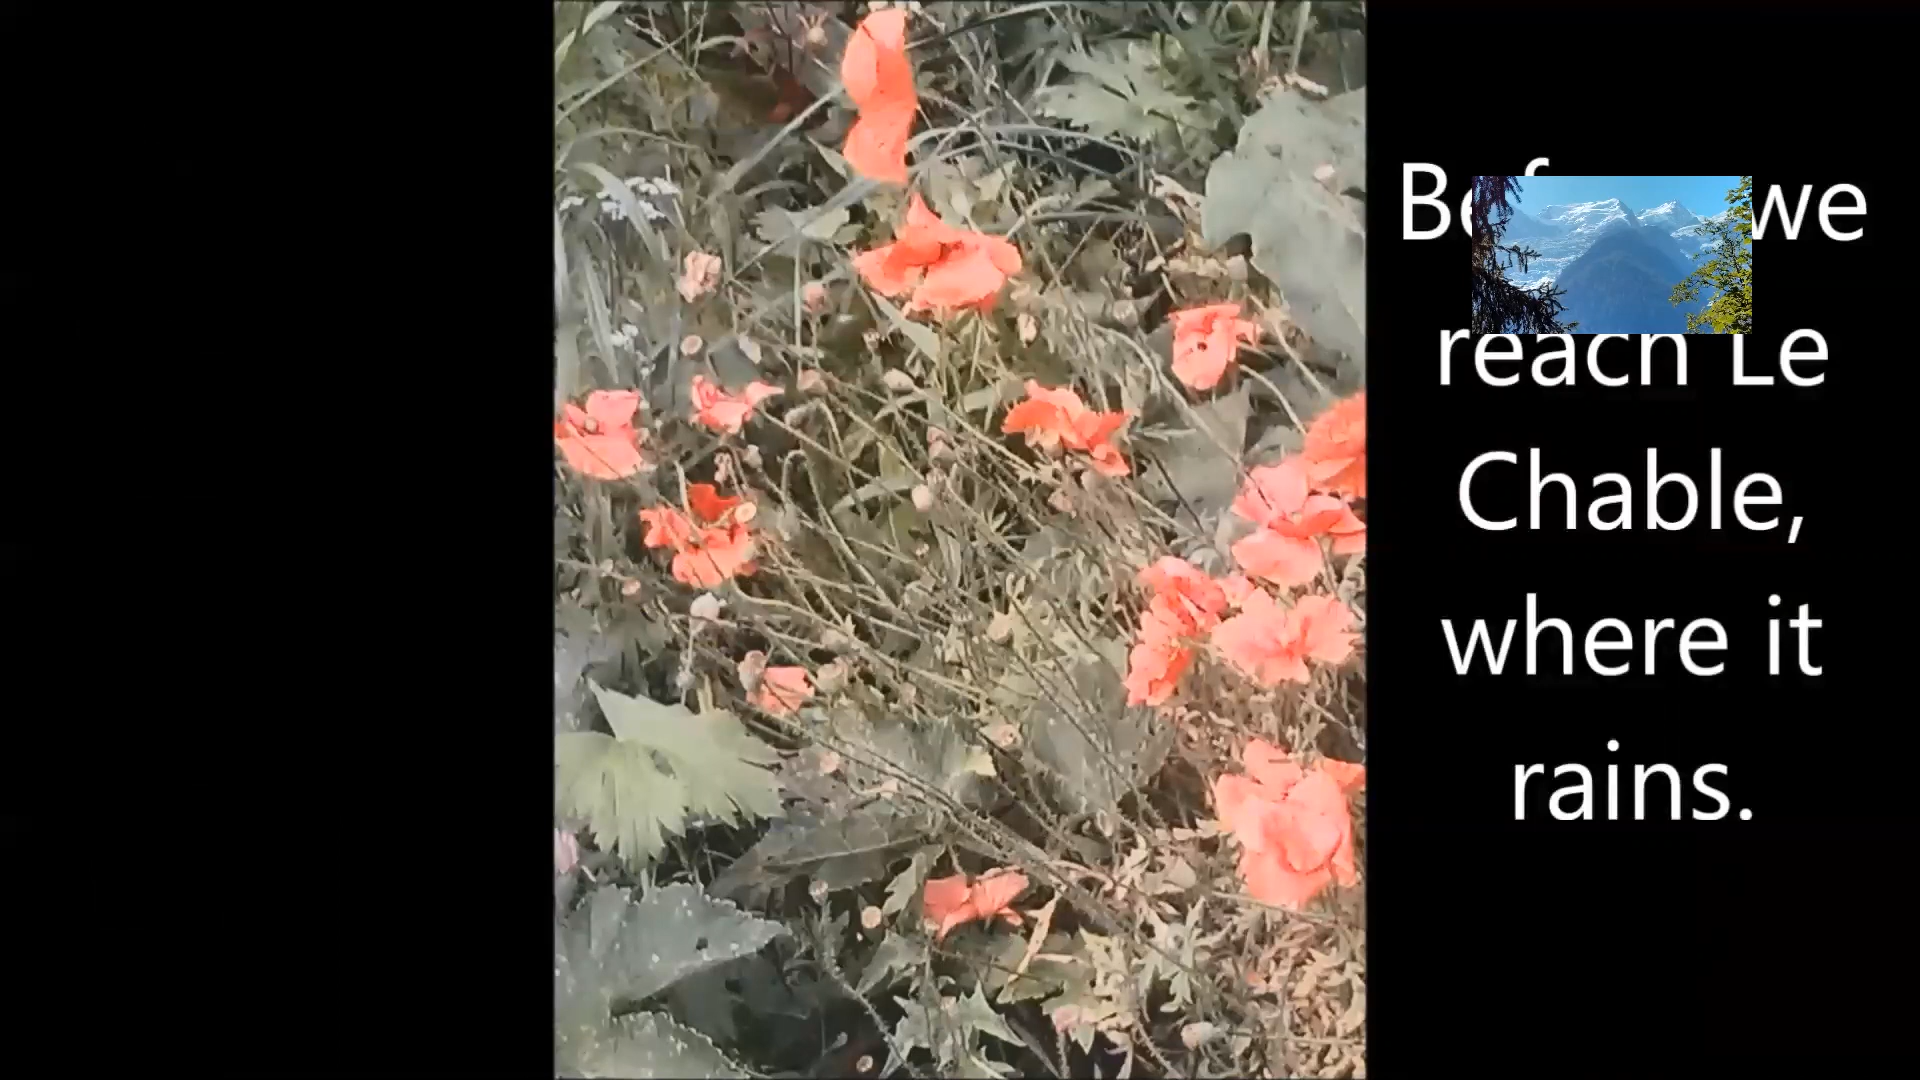 we
reach Le
Chable,
where it
rains.